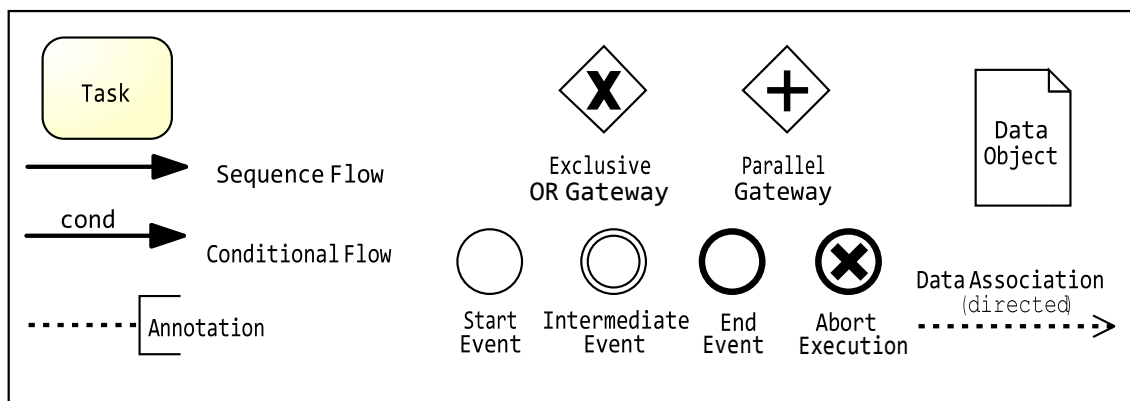 Task
Sequence Flow
cond
Conditional Flow
Annotation
X
Exclusive
OR Gateway
Parallel
Gateway
Data
Object
Start
Event
Intermediate
Event
End
Event
Abort
Execution
Data Association
(directed)